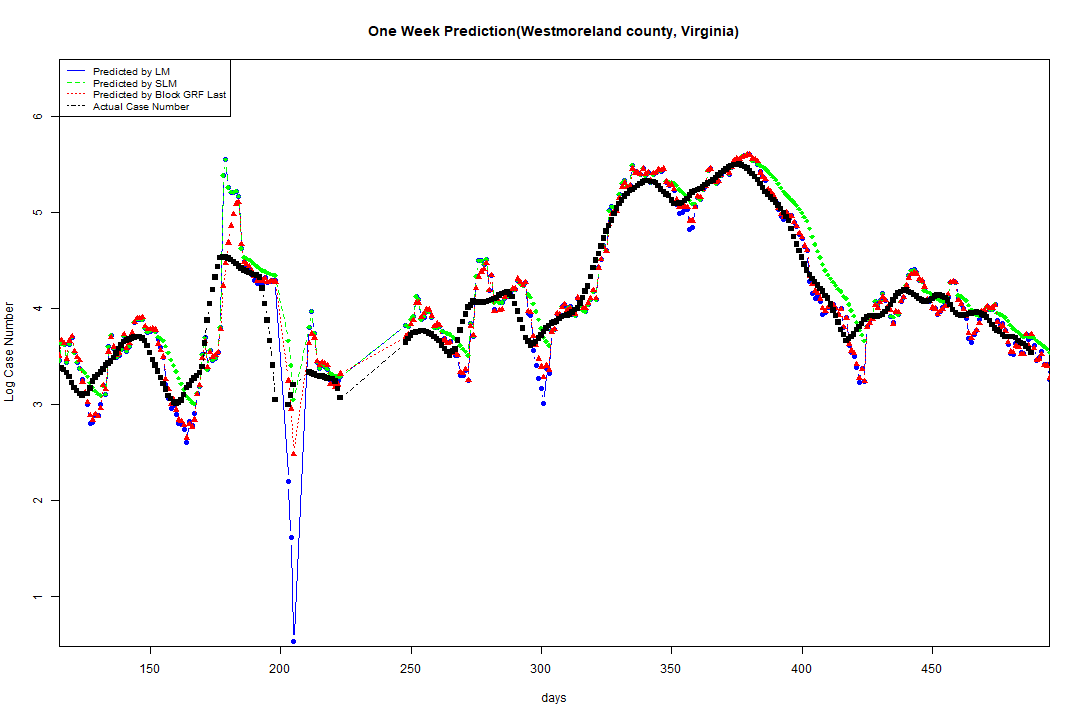 One Week Prediction(Westmoreland county, Virginia)
Predicted by LM
Predicted by SLM
Predicted by Block GRF Last
Actual Case Number
6
5
4
3
2
1
Log Case Number
150 200 250 300 350 400 450
days